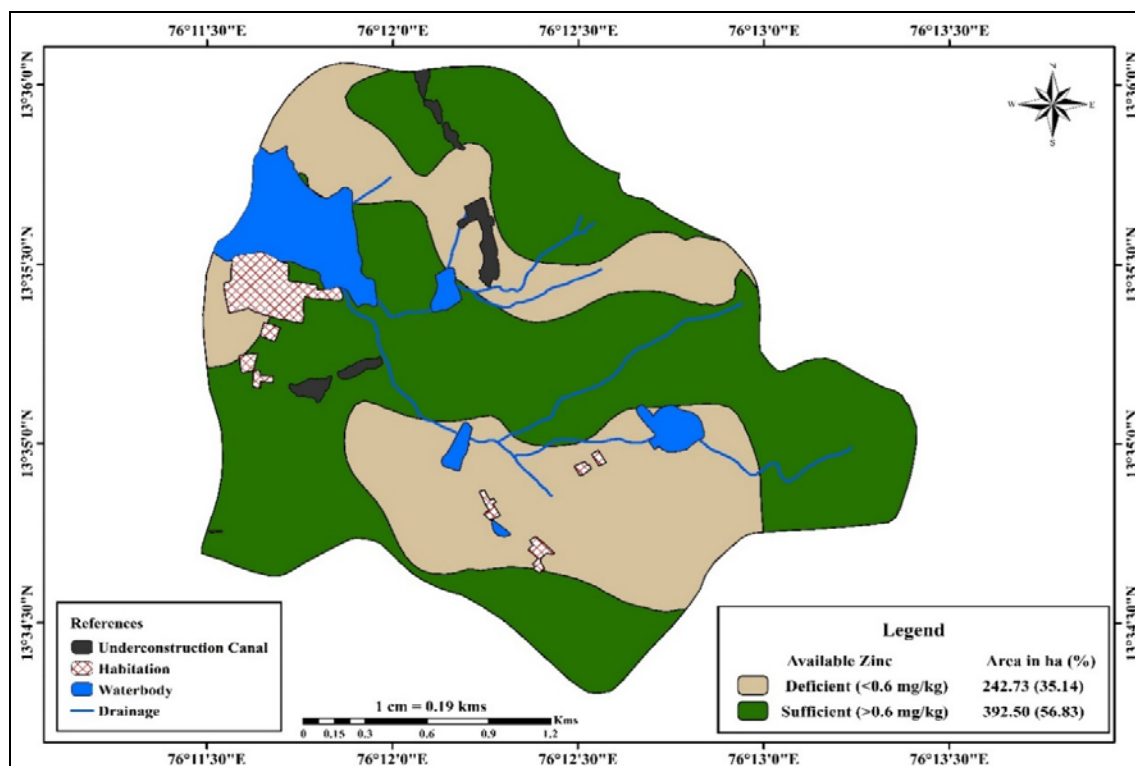 76°11'30"E 76°12'0"E 76°12'30"E 76°13'0"E 76°13'30"E
13°36'0"N
13°36'0"N
N
W E
S
13°35'30"N
13°35'30"N
13°35'0"N
13°35'0"N
13°34'30"N
13°34'30"N
References
Underconstruction Canal
Habitation
Waterbody
Drainage
1 cm = 0.19 kms
Kms
0 0.15 0.3 0.6 0.9 1.2
Legend
Available Zinc Area in ha (%)
Deficient (<0.6 mg/kg) 242.73 (35.14)
Sufficient (>0.6 mg/kg) 392.50 (56.83)
76°11'30"E 76°12'0"E 76°12'30"E 76°13'0"E 76°13'30"E